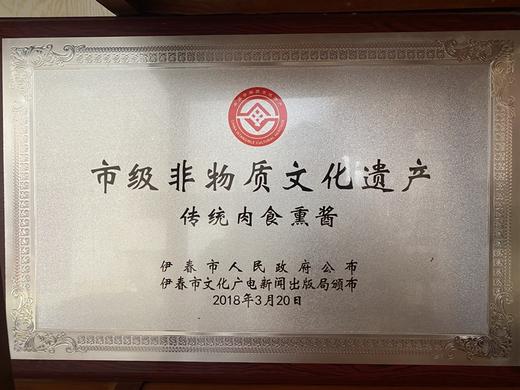 市级非物质文化遗产
传统肉食熏酱
伊春市人民政府公布
伊春市文化广电新闻出版局颁布
2018年3月20日